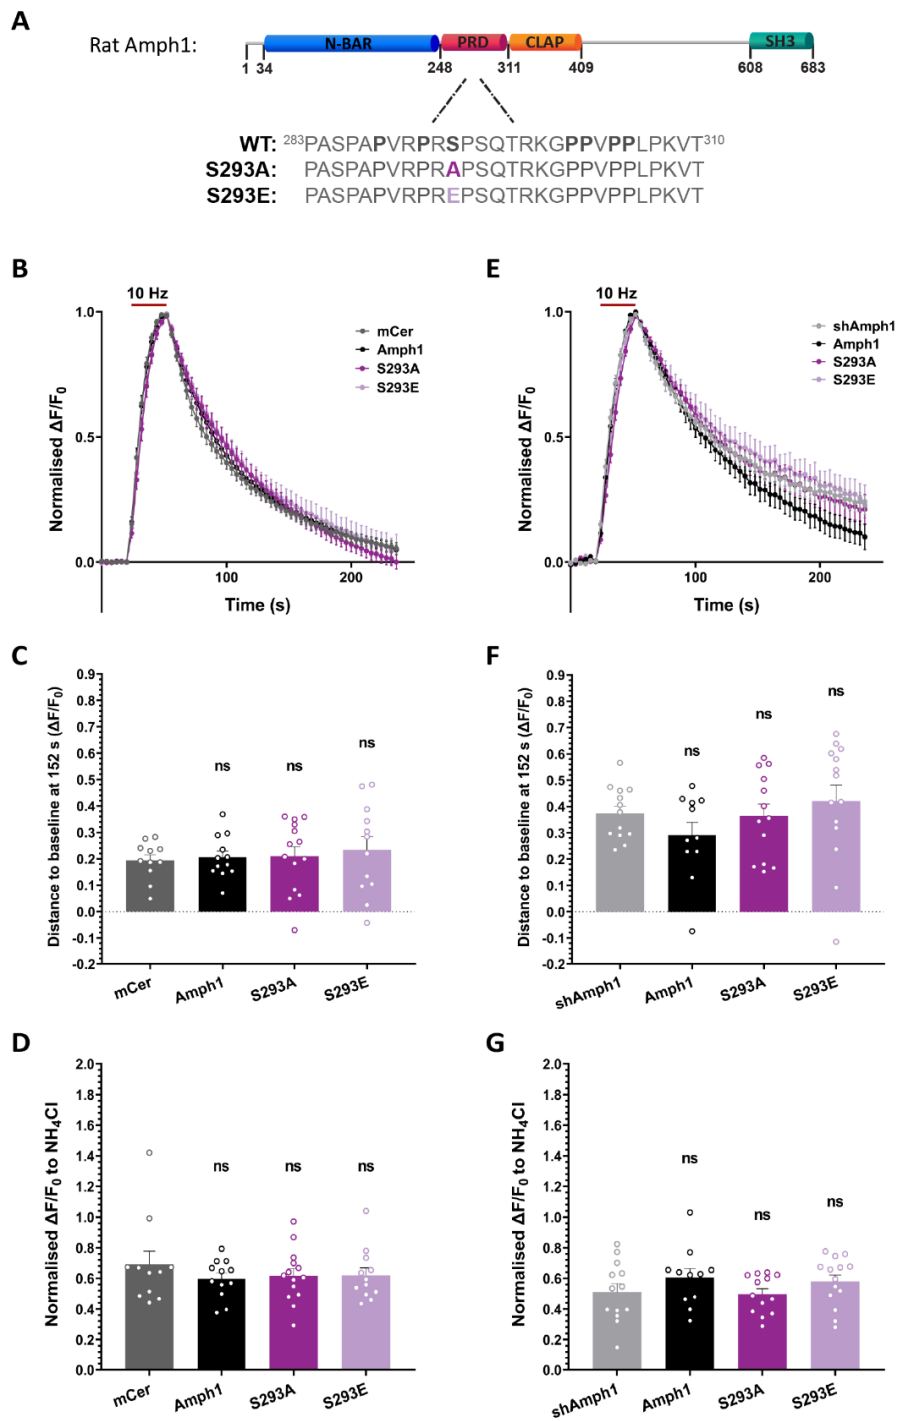 A
Rat Amph1:
N-BAR PRD CLAP SH3
1 34 248 311 409 608 683
WT: ²⁸³PASPAPVRPRSPSQTRKGPPVPPLPKVT³¹⁰
S293A: PASPAPVRPRAPSQTRKGPPVPPLPKVT
S293E: PASPAPVRPREPSQTRKGPPVPPLPKVT
B
10 Hz
1.0
0.5
0.0
100 200
Normalised ΔF/F₀
Time (s)
mCer
Amph1
S293A
S293E
E
10 Hz
1.0
0.5
0.0
100 200
Normalised ΔF/F₀
Time (s)
shAmph1
Amph1
S293A
S293E
C
Distance to baseline at 152 s (ΔF/F₀)
0.9
0.8
0.7
0.6
0.5
0.4
0.3
0.2
0.1
0.0
-0.1
-0.2
ns ns ns
mCer Amph1 S293A S293E
F
Distance to baseline at 152 s (ΔF/F₀)
0.9
0.8
0.7
0.6
0.5
0.4
0.3
0.2
0.1
0.0
-0.1
-0.2
ns ns ns
shAmph1 Amph1 S293A S293E
D
Normalised ΔF/F₀ to NH₄Cl
2.0
1.8
1.6
1.4
1.2
1.0
0.8
0.6
0.4
0.2
0.0
ns ns ns
mCer Amph1 S293A S293E
G
Normalised ΔF/F₀ to NH₄Cl
2.0
1.8
1.6
1.4
1.2
1.0
0.8
0.6
0.4
0.2
0.0
ns ns ns
shAmph1 Amph1 S293A S293E